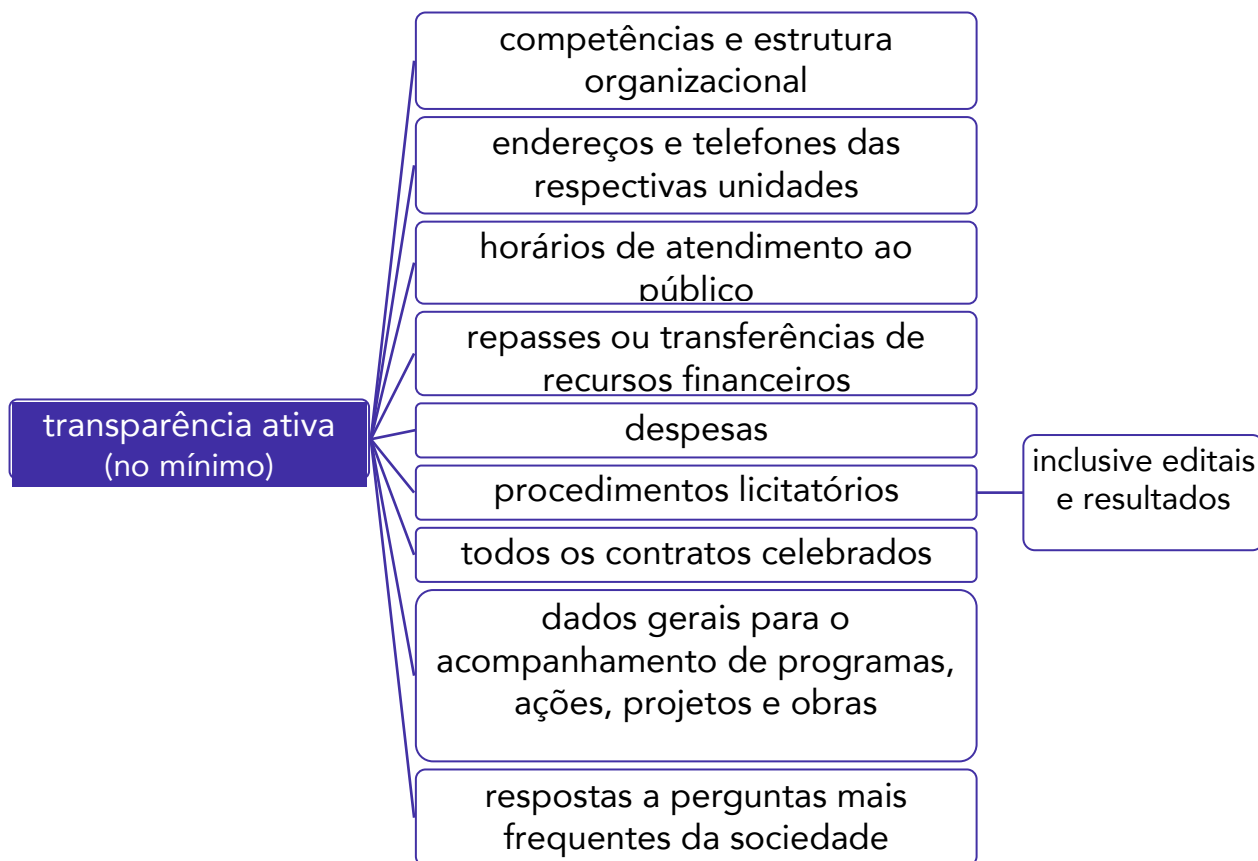 competências e estrutura
organizacional
endereços e telefones das
respectivas unidades
horários de atendimento ao
público
repasses ou transferências de
recursos financeiros
transparência ativa
(no mínimo)
despesas
procedimentos licitatórios
inclusive editais
e resultados
todos os contratos celebrados
dados gerais para o
acompanhamento de programas,
ações, projetos e obras
respostas a perguntas mais
frequentes da sociedade